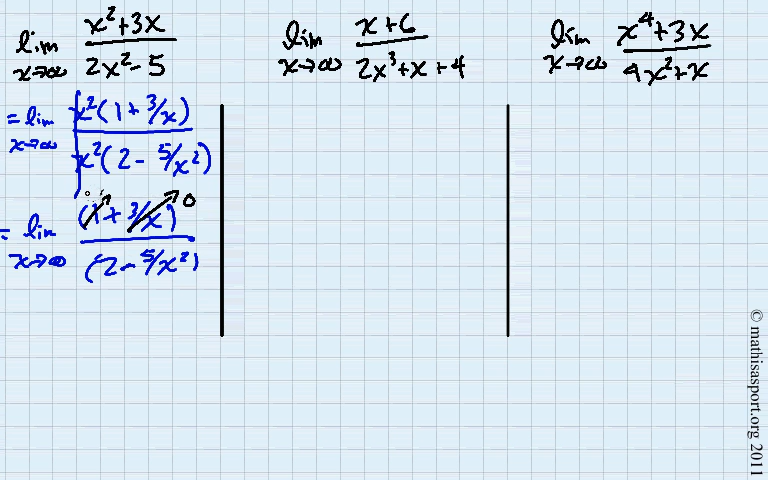 lim x→∞ (x²+3x)/(2x²-5)
= lim x→∞ x²(1+3/x)/x²(2-5/x²)
= lim x→∞ (1+3/x)/(2-5/x²) 0
lim x→∞ (x+6)/(2x³+x+4)
lim x→∞ (x⁴+3x)/(4x²+x)
© mathisasport.org 2011